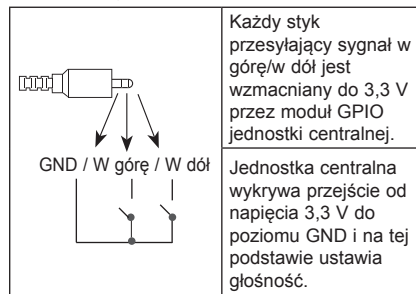 Każdy styk
przesyłający sygnał w
górę/w dół jest
wzmacniany do 3,3 V
przez moduł GPIO
jednostki centralnej.
GND / W górę / W dół
Jednostka centralna
wykrywa przejście od
napięcia 3,3 V do
poziomu GND i na tej
podstawie ustawia
głośność.